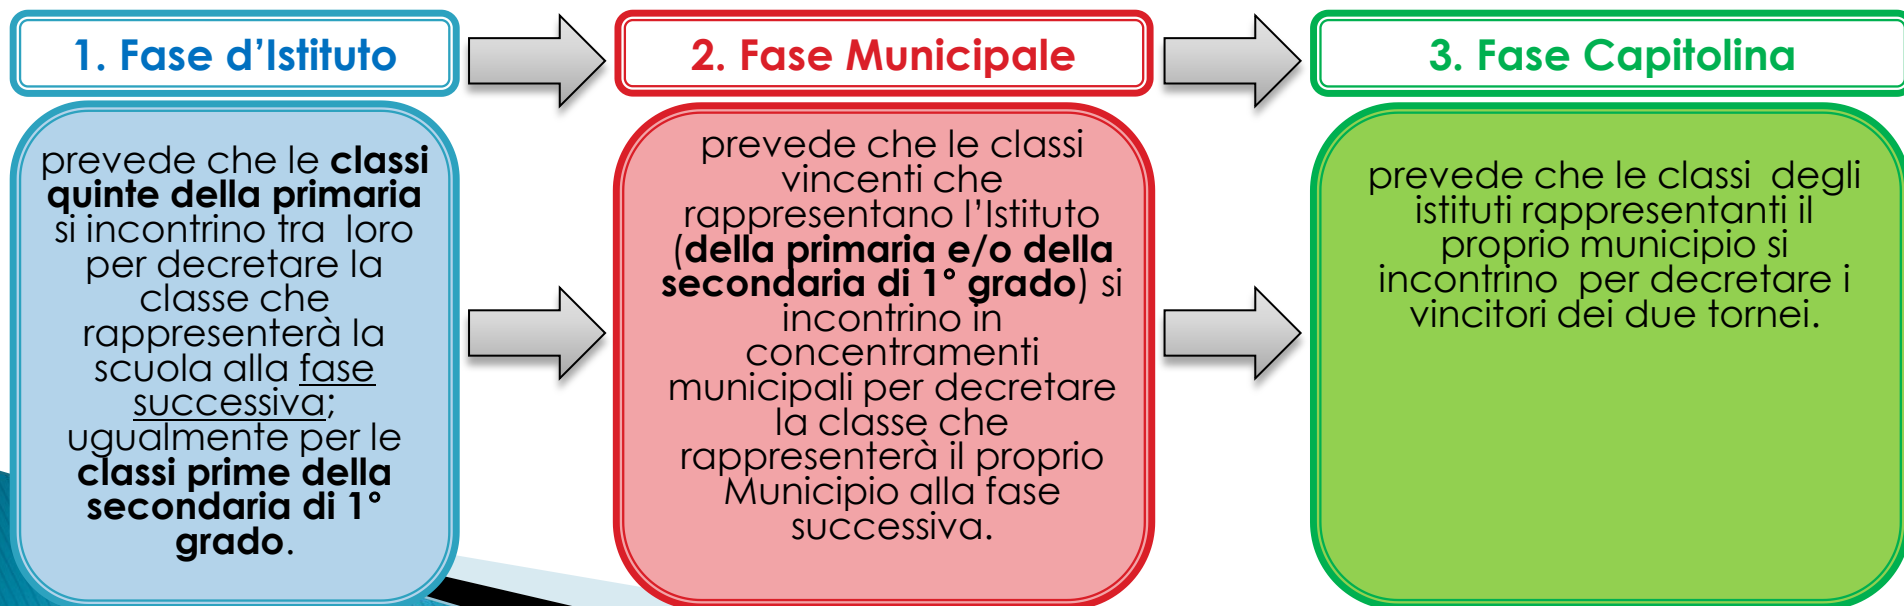 1. Fase d’Istituto
2. Fase Municipale
3. Fase Capitolina
prevede che le classi
quinte della primaria
si incontrino tra loro
per decretare la
classe che
rappresenterà la
scuola alla fase
successiva;
ugualmente per le
classi prime della
secondaria di 1°
grado.
prevede che le classi
vincenti che
rappresentano l’Istituto
(della primaria e/o della
secondaria di 1° grado) si
incontrino in
concentramenti
municipali per decretare
la classe che
rappresenterà il proprio
Municipio alla fase
successiva.
prevede che le classi degli
istituti rappresentanti il
proprio municipio si
incontrino per decretare i
vincitori dei due tornei.